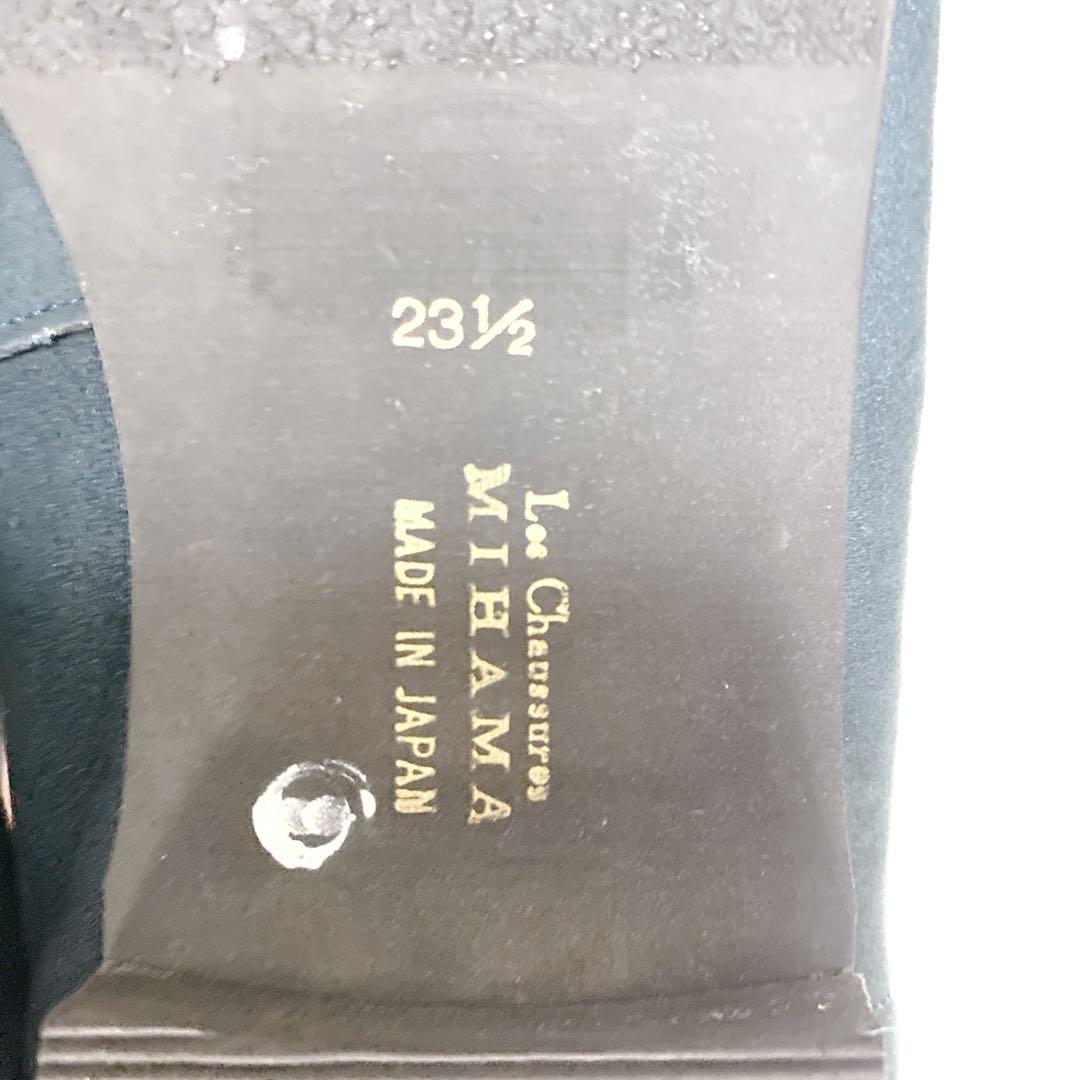 23½
Les Chaussures
MIHAMA
MADE IN JAPAN